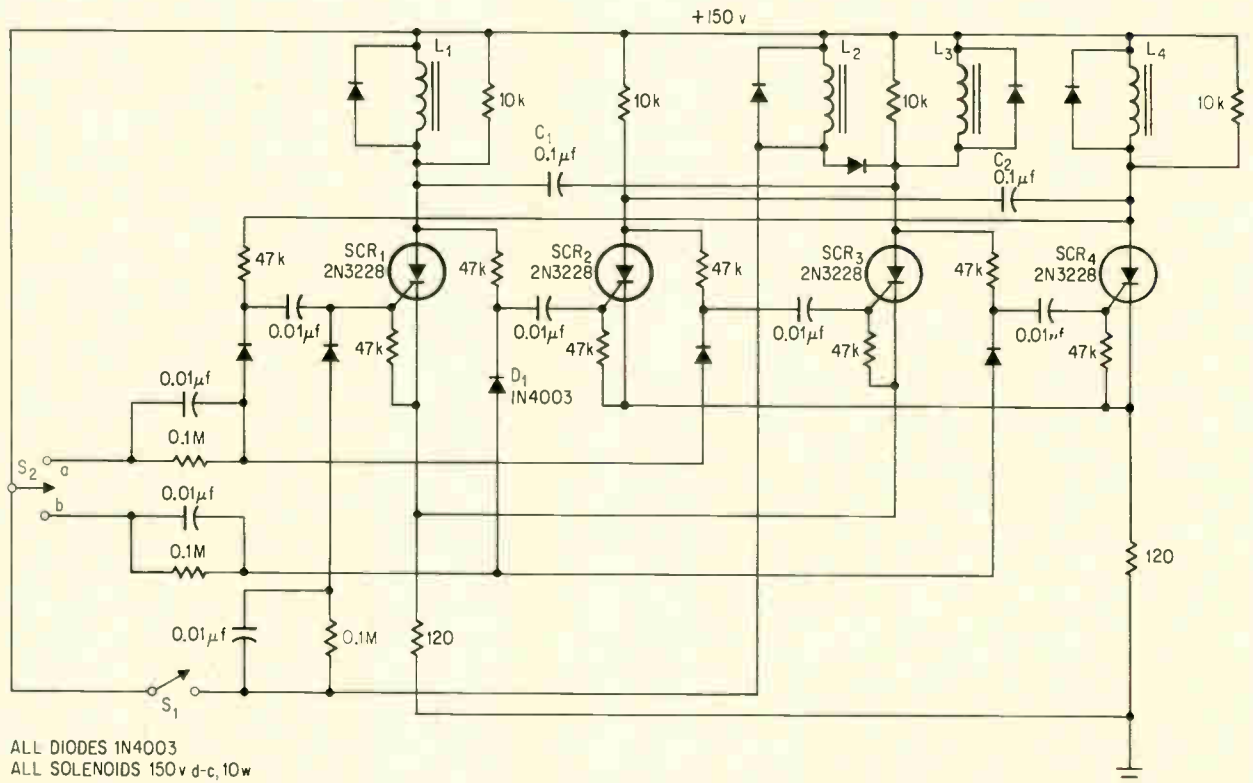 +150 v
L1
10k
10k
L2
10k
L3
L4
10k
C1
0.1µf
C2
0.1µf
47k
SCR1
2N3228
47k
SCR2
2N3228
47k
SCR3
2N3228
47k
SCR4
2N3228
0.01µf
47k
0.01µf
47k
0.01µf
47k
0.01µf
47k
D1
1N4003
0.01µf
0.1M
S2
a
b
0.01µf
0.1M
120
0.01µf
0.1M
120
S1
ALL DIODES 1N4003
ALL SOLENOIDS 150v d-c, 10w